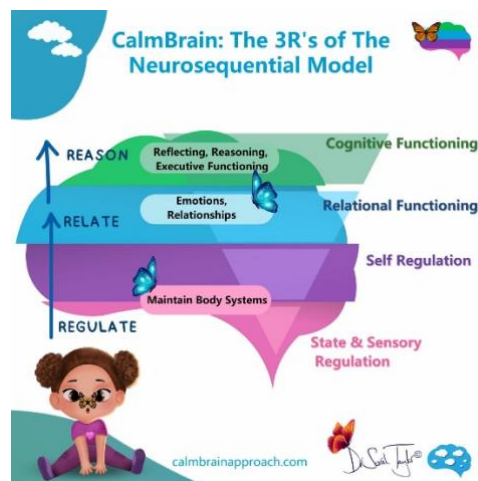 CalmBrain: The 3R's of The
Neurosequential Model
REASON
Reflecting, Reasoning,
Executive Functioning
Cognitive Functioning
RELATE
Emotions,
Relationships
Relational Functioning
Self Regulation
Maintain Body Systems
REGULATE
State & Sensory
Regulation
calmbrainapproach.com